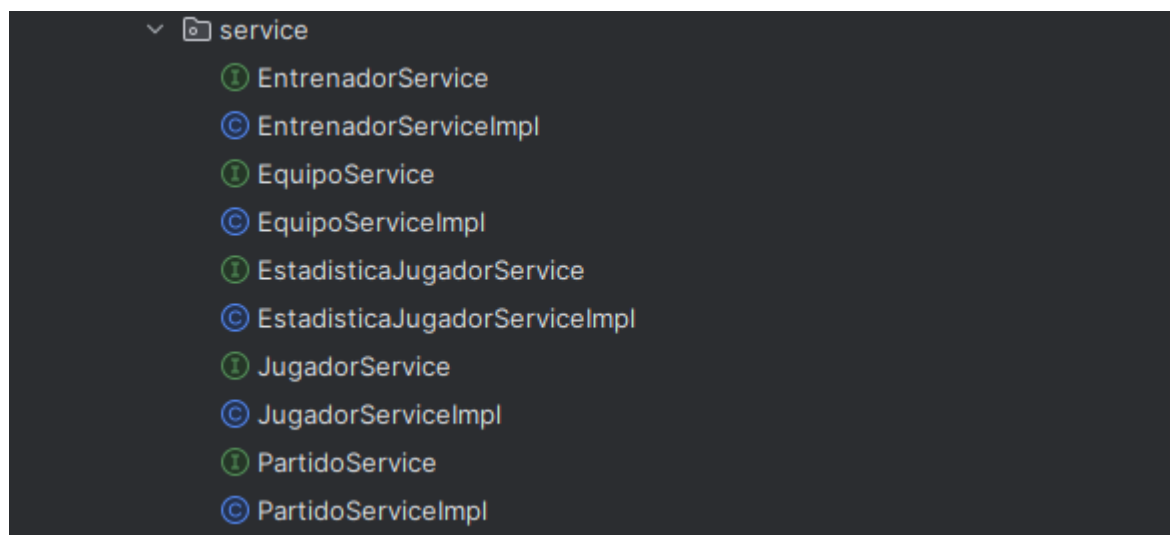 service
EntrenadorService
EntrenadorServiceImpl
EquipoService
EquipoServiceImpl
EstadisticaJugadorService
EstadisticaJugadorServiceImpl
JugadorService
JugadorServiceImpl
PartidoService
PartidoServiceImpl